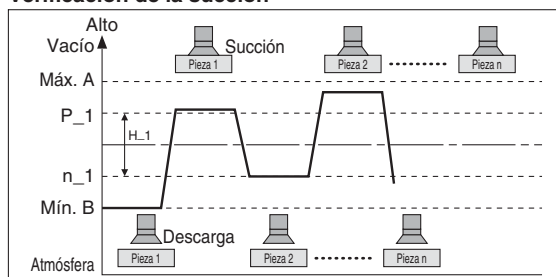 Verificación de la succión
Alto
Vacío
Succión
Pieza 1
Pieza 2
Pieza n
Máx. A
P_1
H_1
n_1
Mín. B
Descarga
Pieza 1
Pieza 2
Pieza n
Atmósfera